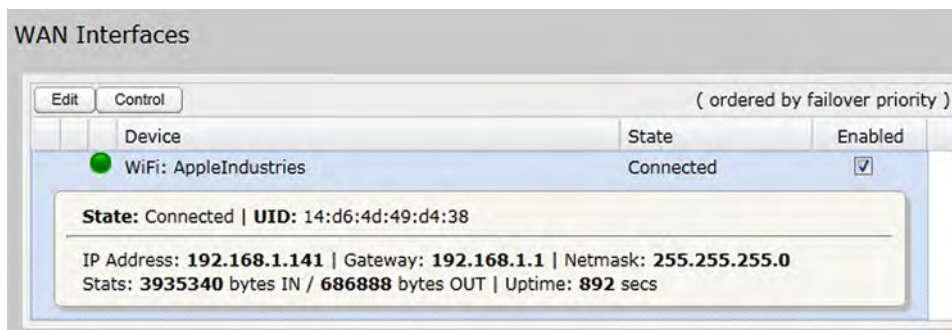 WAN Interfaces
Edit Control ( ordered by failover priority )
Device State Enabled
WiFi: AppleIndustries Connected
State: Connected | UID: 14:d6:4d:49:d4:38
IP Address: 192.168.1.141 | Gateway: 192.168.1.1 | Netmask: 255.255.255.0
Stats: 3935340 bytes IN / 686888 bytes OUT | Uptime: 892 secs